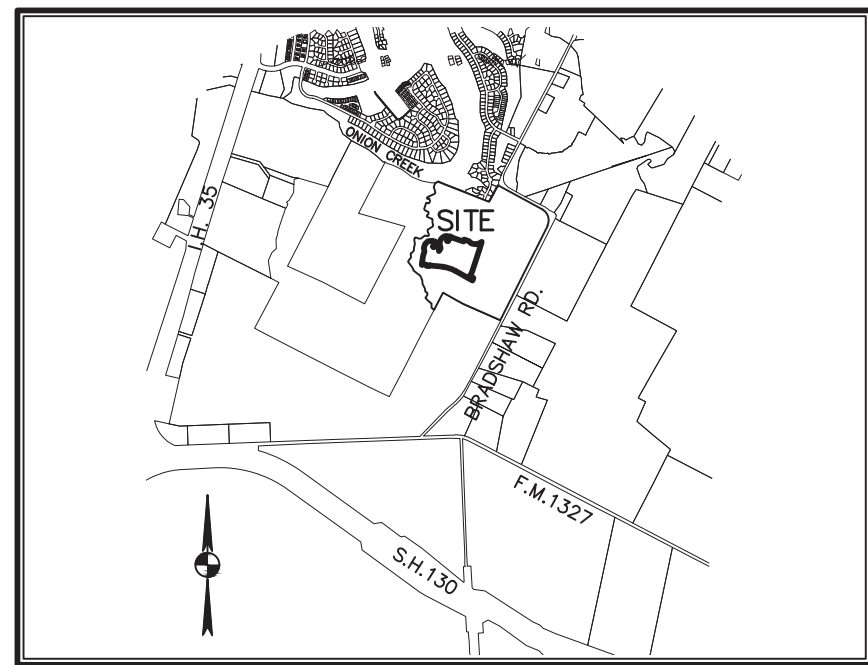 ONION CREEK
I.H. 35
SITE
BRADSHAW RD.
F.M.1327
S.H.130